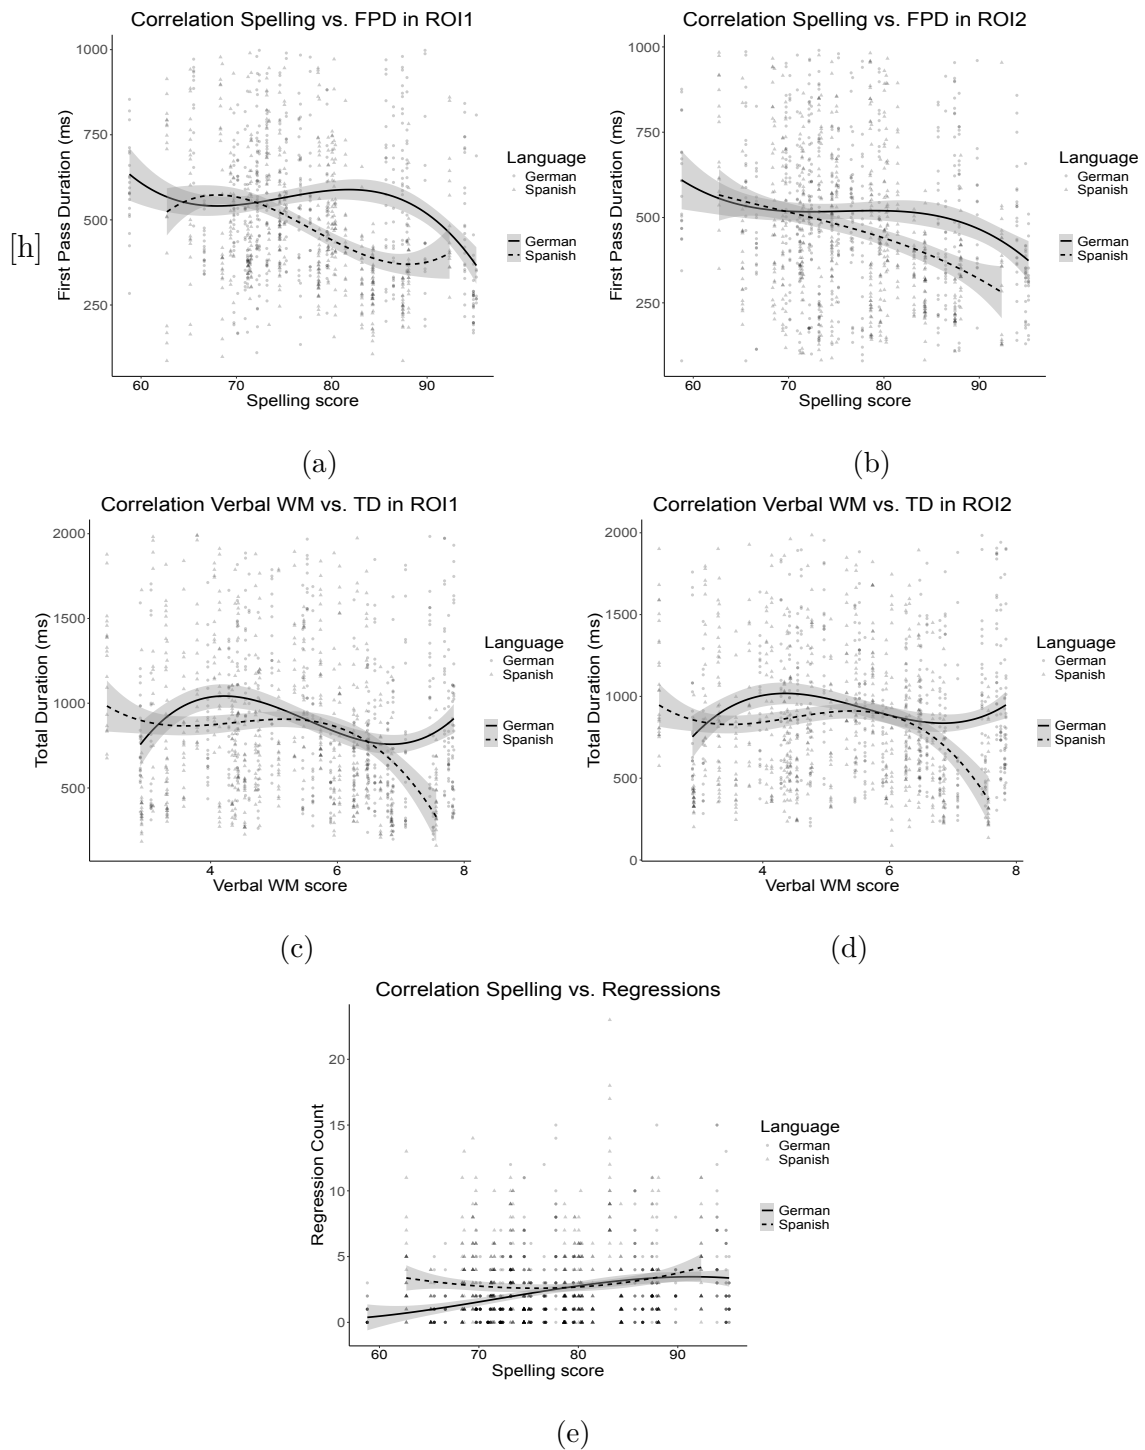 Correlation Spelling vs. FPD in ROI1
First Pass Duration (ms)
1000
750
500
250
60 70 80 90
Spelling score
Language
German
Spanish
German
Spanish
[h]
(a)
Correlation Spelling vs. FPD in ROI2
First Pass Duration (ms)
1000
750
500
250
60 70 80 90
Spelling score
Language
German
Spanish
German
Spanish
(b)
Correlation Verbal WM vs. TD in ROI1
Total Duration (ms)
2000
1500
1000
500
4 6 8
Verbal WM score
Language
German
Spanish
German
Spanish
(c)
Correlation Verbal WM vs. TD in ROI2
Total Duration (ms)
2000
1500
1000
500
0
4 6 8
Verbal WM score
Language
German
Spanish
German
Spanish
(d)
Correlation Spelling vs. Regressions
Regression Count
20
15
10
5
0
60 70 80 90
Spelling score
Language
German
Spanish
German
Spanish
(e)